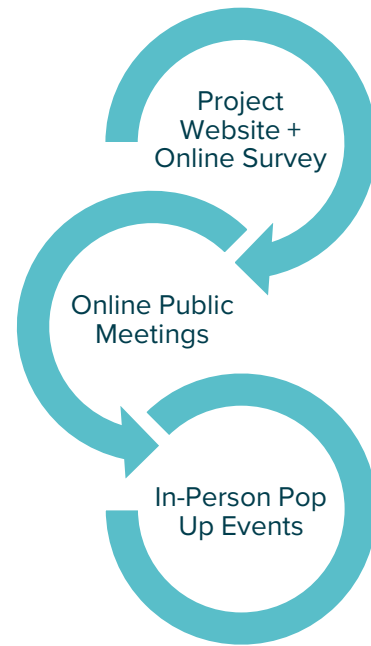 Project
Website +
Online Survey
Online Public
Meetings
In-Person Pop
Up Events